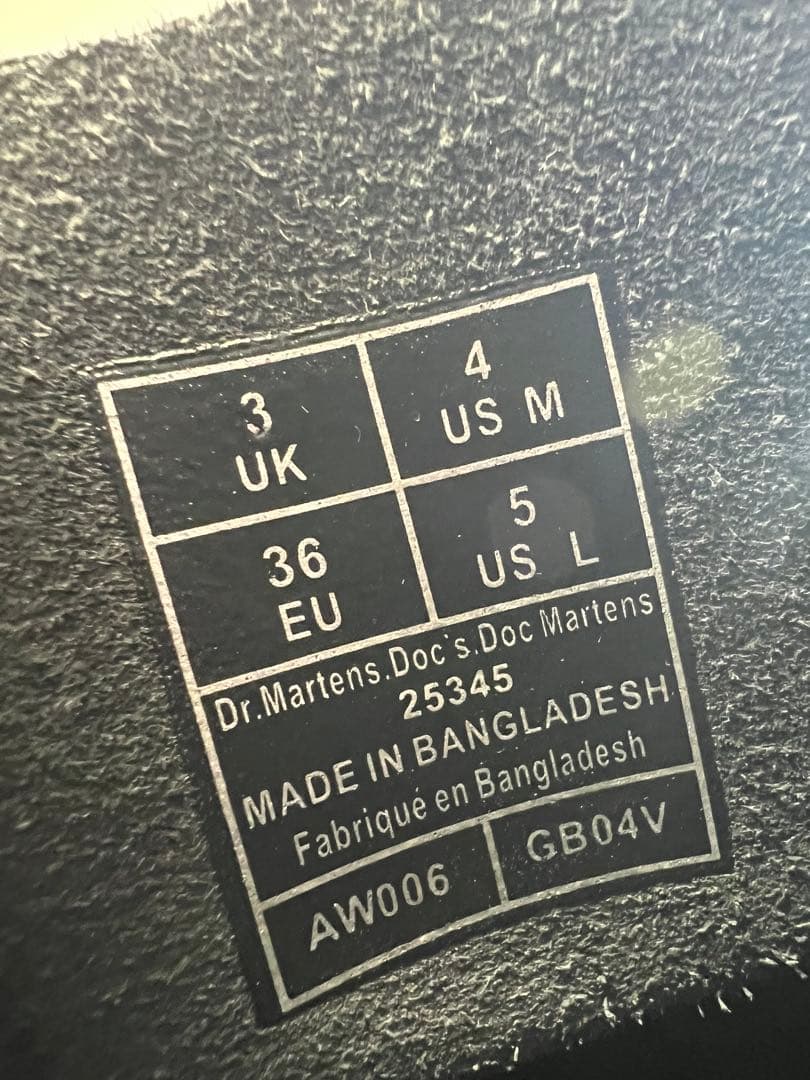 3
UK
4
US M
36
EU
5
US L
Dr.Martens.Doc's.Doc Martens
25345
MADE IN BANGLADESH
Fabriqué en Bangladesh
AW006
GB04V